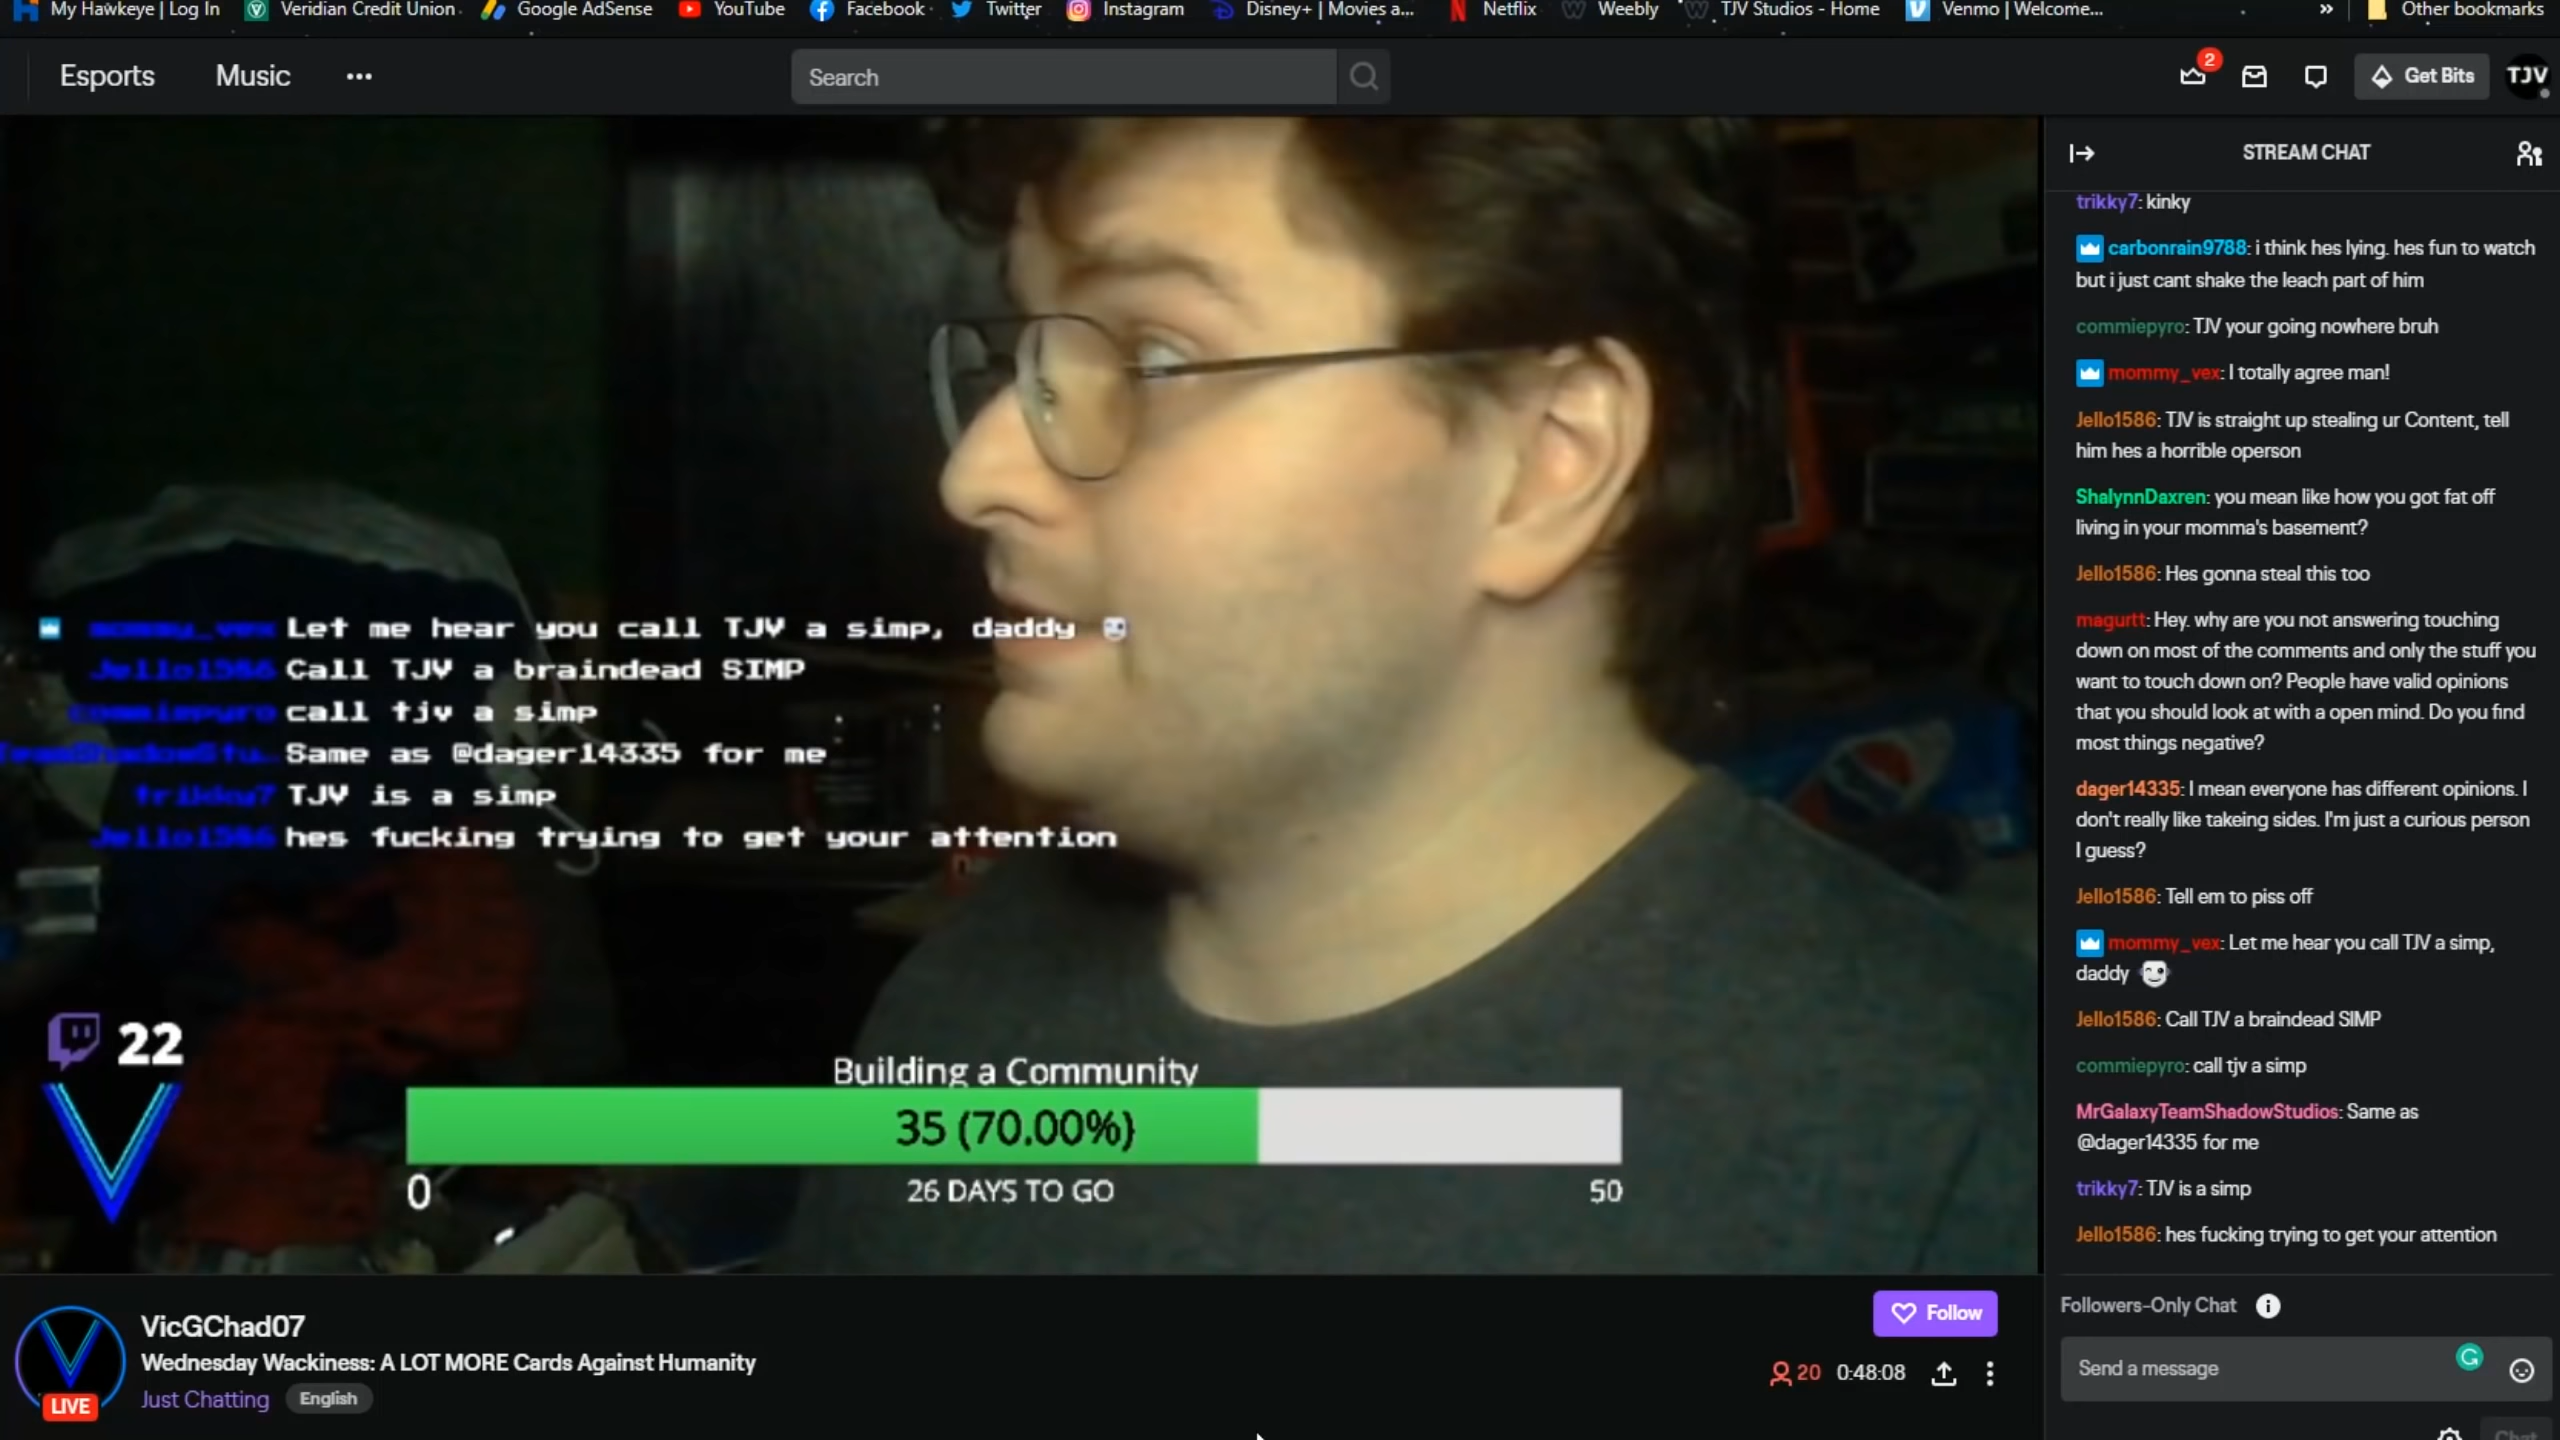 My Hawkeye | Log In
Veridian Credit Union
Google AdSense
YouTube
Facebook
Twitter
Instagram
Disney+ | Movies a...
Netflix
Weebly
TJV Studios - Home
Venmo | Welcome...
»
Other bookmarks
Esports
Music
Search
2
Get Bits
TJV
STREAM CHAT
trikky7: kinky
carbonrain9788: i think hes lying. hes fun to watch
but i just cant shake the leach part of him
commiepyro: TJV your going nowhere bruh
mommy_vex: I totally agree man!
Jello1586: TJV is straight up stealing ur Content, tell
him hes a horrible operson
ShalynnDaxren: you mean like how you got fat off
living in your momma's basement?
Jello1586: Hes gonna steal this too
magurtt: Hey. why are you not answering touching
down on most of the comments and only the stuff you
want to touch down on? People have valid opinions
that you should look at with a open mind. Do you find
most things negative?
dager14335: I mean everyone has different opinions. I
don't really like takeing sides. I'm just a curious person
I guess?
Jello1586: Tell em to piss off
mommy_vex: Let me hear you call TJV a simp,
daddy
Jello1586: Call TJV a braindead SIMP
commiepyro: call tjv a simp
MrGalaxyTeamShadowStudios: Same as
@dager14335 for me
trikky7: TJV is a simp
Jello1586: hes fucking trying to get your attention
Followers-Only Chat
Send a message
Chat
mommy_vex Let me hear you call TJV a simp, daddy
Jello1586 Call TJV a braindead SIMP
commiepyro call tjv a simp
TeamShadowStu... Same as @dager14335 for me
trikky7 TJV is a simp
Jello1586 hes fucking trying to get your attention
22
Building a Community
35 (70.00%)
0
26 DAYS TO GO
50
VicGChad07
Wednesday Wackiness: A LOT MORE Cards Against Humanity
Just Chatting
English
LIVE
Follow
20
0:48:08